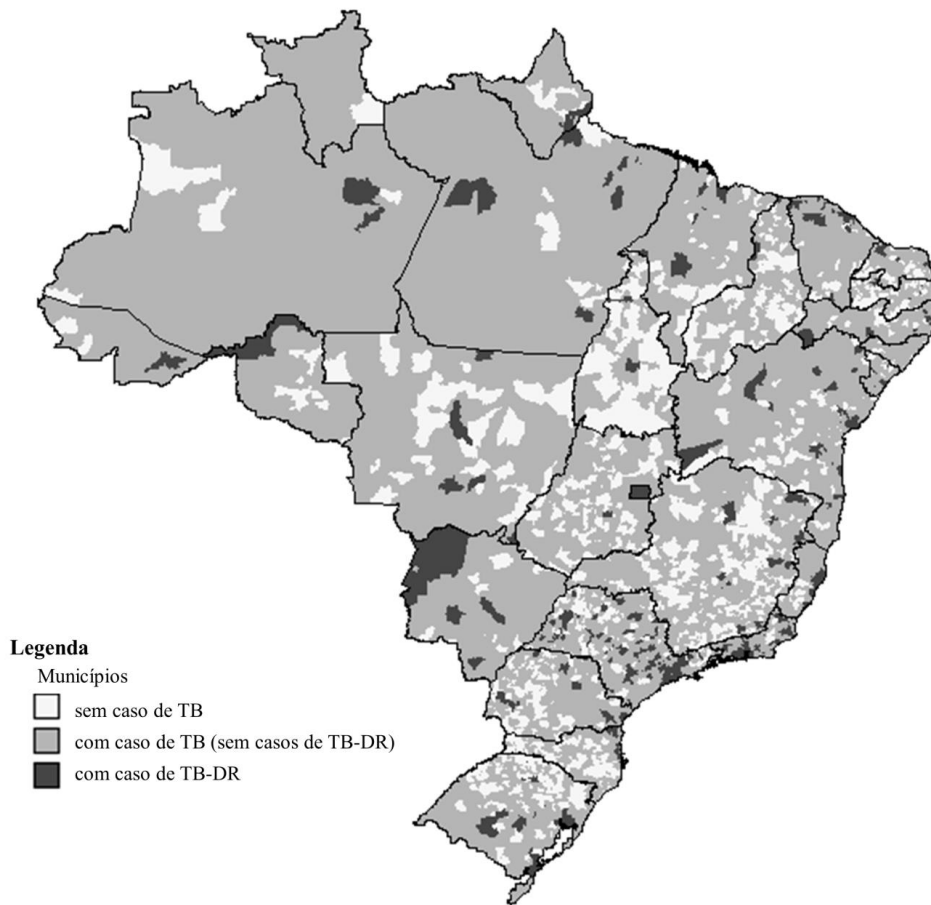 Legenda
Municípios
sem caso de TB
com caso de TB (sem casos de TB-DR)
com caso de TB-DR